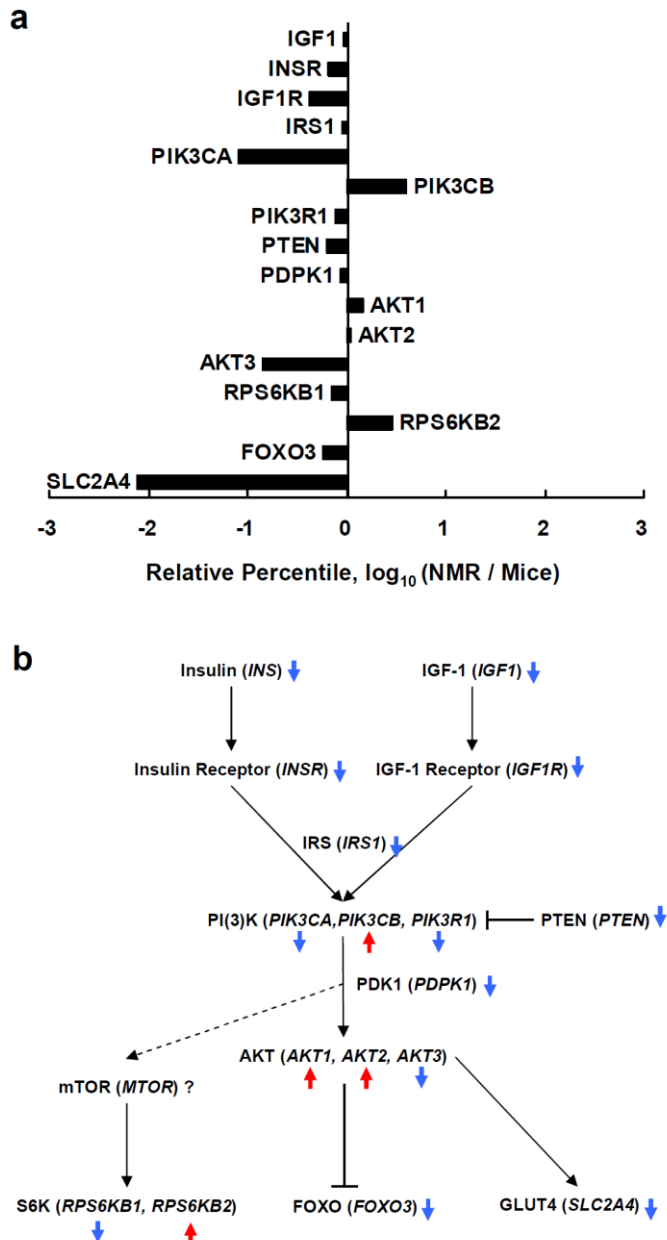 a
IGF1
INSR
IGF1R
IRS1
PIK3CA
PIK3CB
PIK3R1
PTEN
PDPK1
AKT1
AKT2
AKT3
RPS6KB1
RPS6KB2
FOXO3
SLC2A4
-3 -2 -1 0 1 2 3
Relative Percentile, log10 (NMR / Mice)
b
Insulin (INS) IGF-1 (IGF1)
Insulin Receptor (INSR) IGF-1 Receptor (IGF1R)
IRS (IRS1)
PI(3)K (PIK3CA,PIK3CB, PIK3R1) PTEN (PTEN)
PDK1 (PDPK1)
AKT (AKT1, AKT2, AKT3)
mTOR (MTOR) ?
S6K (RPS6KB1, RPS6KB2) FOXO (FOXO3) GLUT4 (SLC2A4)